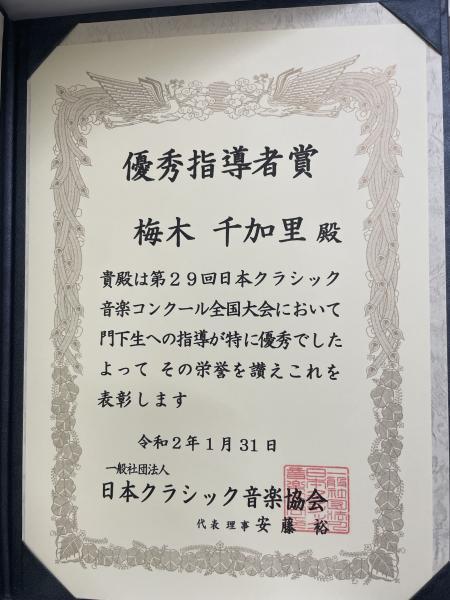 優秀指導者賞
梅木 千加里 殿
貴殿は第29回日本クラシック
音楽コンクール全国大会において
門下生への指導が特に優秀でした
よって その栄誉を讃えこれを
表彰します
令和2年1月31日
一般社団法人
日本クラシック音楽協会
代表 理事 安藤 裕